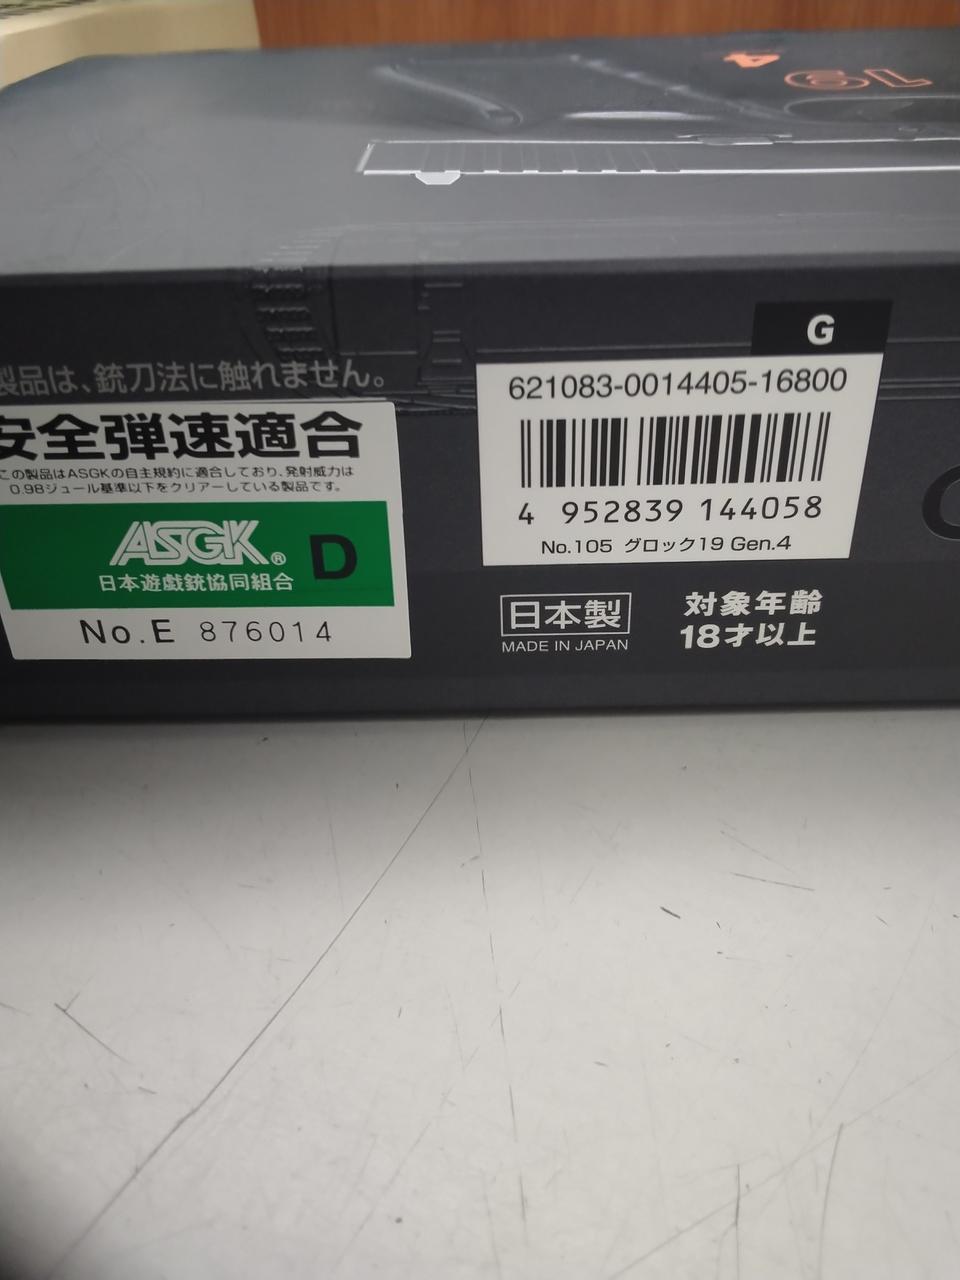 19
4
製品は、銃刀法に触れません。
安全弾速適合
この製品はASGKの自主規約に適合しており、発射威力は
0.98ジュール基準以下をクリアーしている製品です。
ASGK®
日本遊戯銃協同組合
D
No.E 876014
G
621083-0014405-16800
4 952839 144058
No.105 グロック19 Gen.4
日本製
MADE IN JAPAN
対象年齢
18才以上